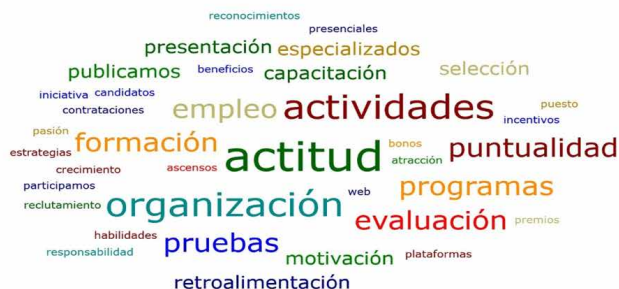 reconocimientos
presenciales
presentación especializados
publicamos beneficios capacitación selección
iniciativa candidatos
contrataciones empleo actividades puesto
incentivos
pasión formación actitud bonos puntualidad
estrategias atracción
crecimiento ascensos
participamos web programas
reclutamiento organización evaluación premios
habilidades
responsabilidad pruebas motivación plataformas
retroalimentación